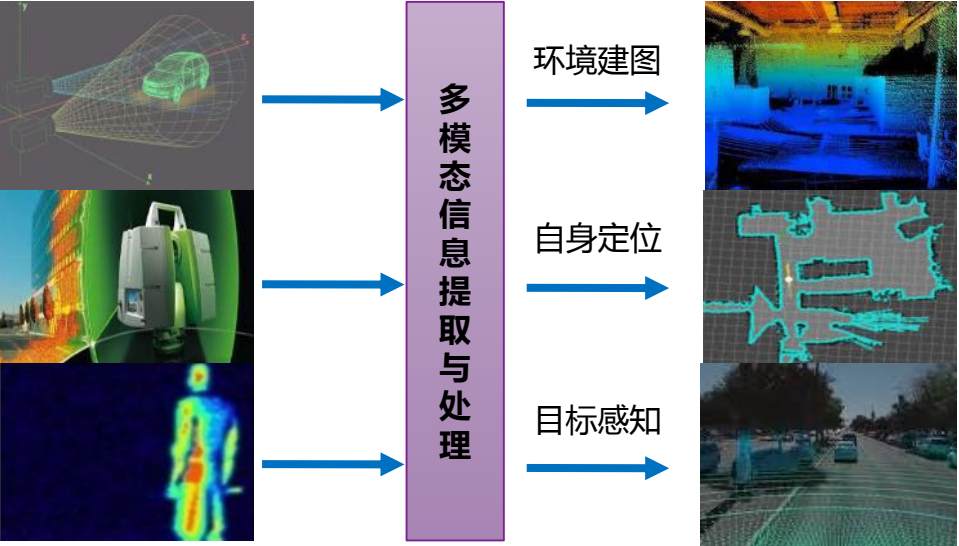 多模态信息提取与处理
环境建图
自身定位
目标感知
y
z
x